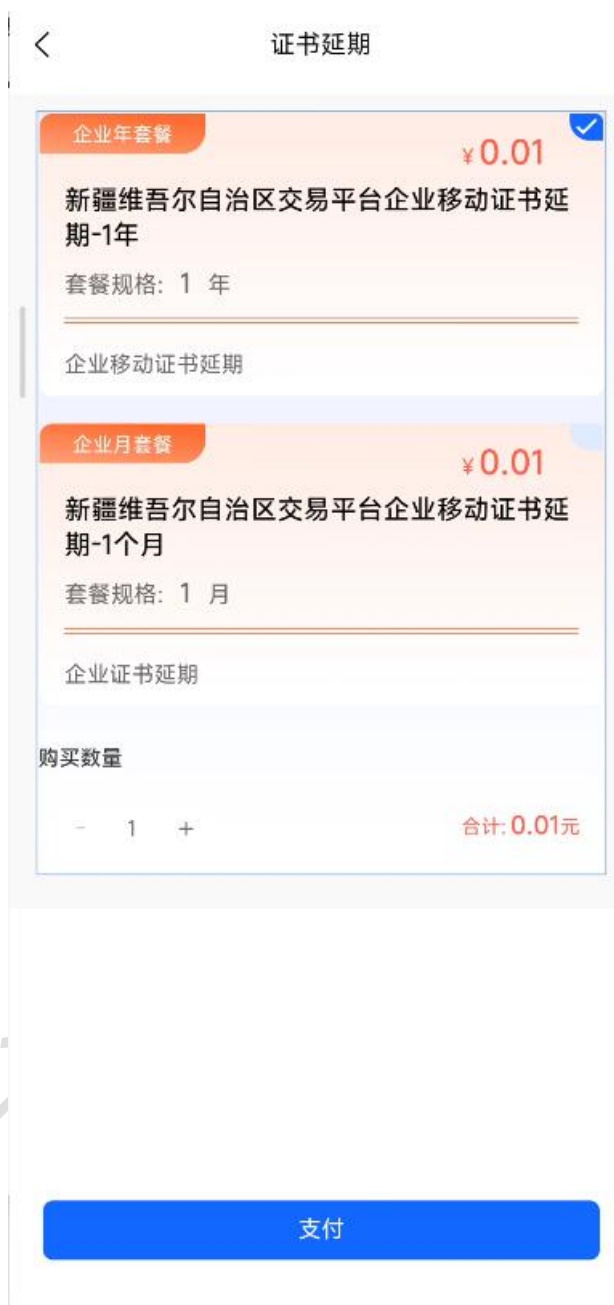 证书延期
企业年套餐
¥0.01
新疆维吾尔自治区交易平台企业移动证书延
期-1年
套餐规格: 1 年
企业移动证书延期
企业月套餐
¥0.01
新疆维吾尔自治区交易平台企业移动证书延
期-1个月
套餐规格: 1 月
企业证书延期
购买数量
- 1 +
合计: 0.01元
支付